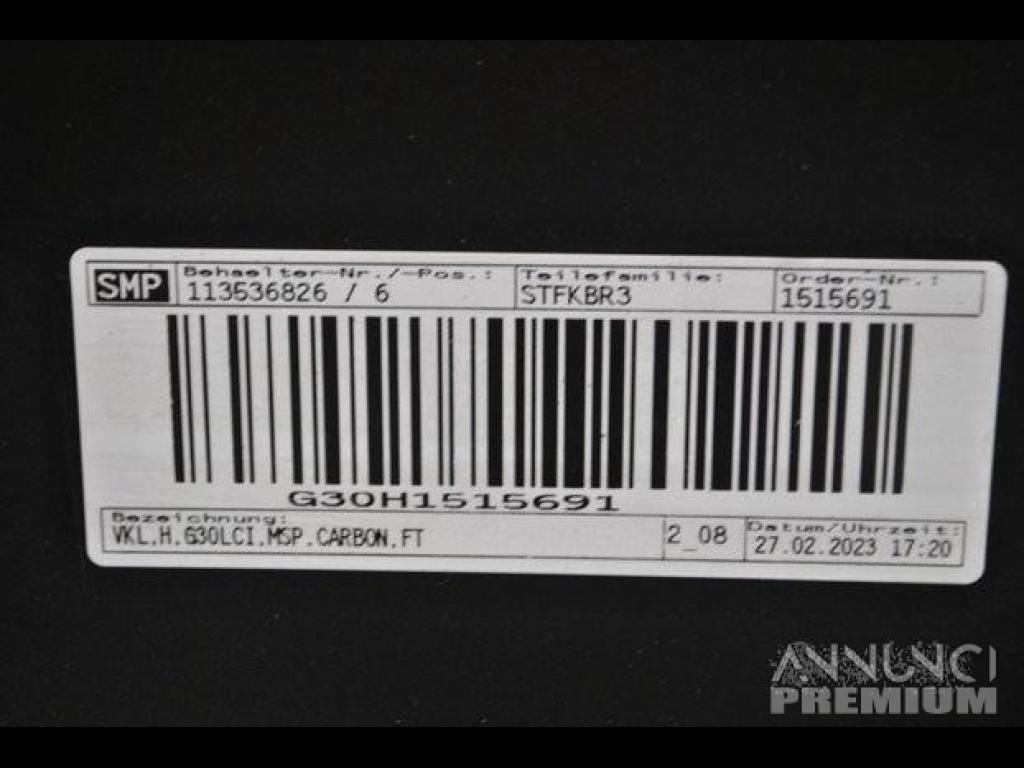 SMP
Behaelter-Nr./-Pos.:
113536826 / 6
Teilefamilie:
STFKBR3
Order-Nr.:
1515691
G30H1515691
Bezeichnung:
VKL.H.G30LCI.MSP.CARBON.FT
2_08
Datum/Uhrzeit:
27.02.2023 17:20
ANNUNCI
PREMIUM